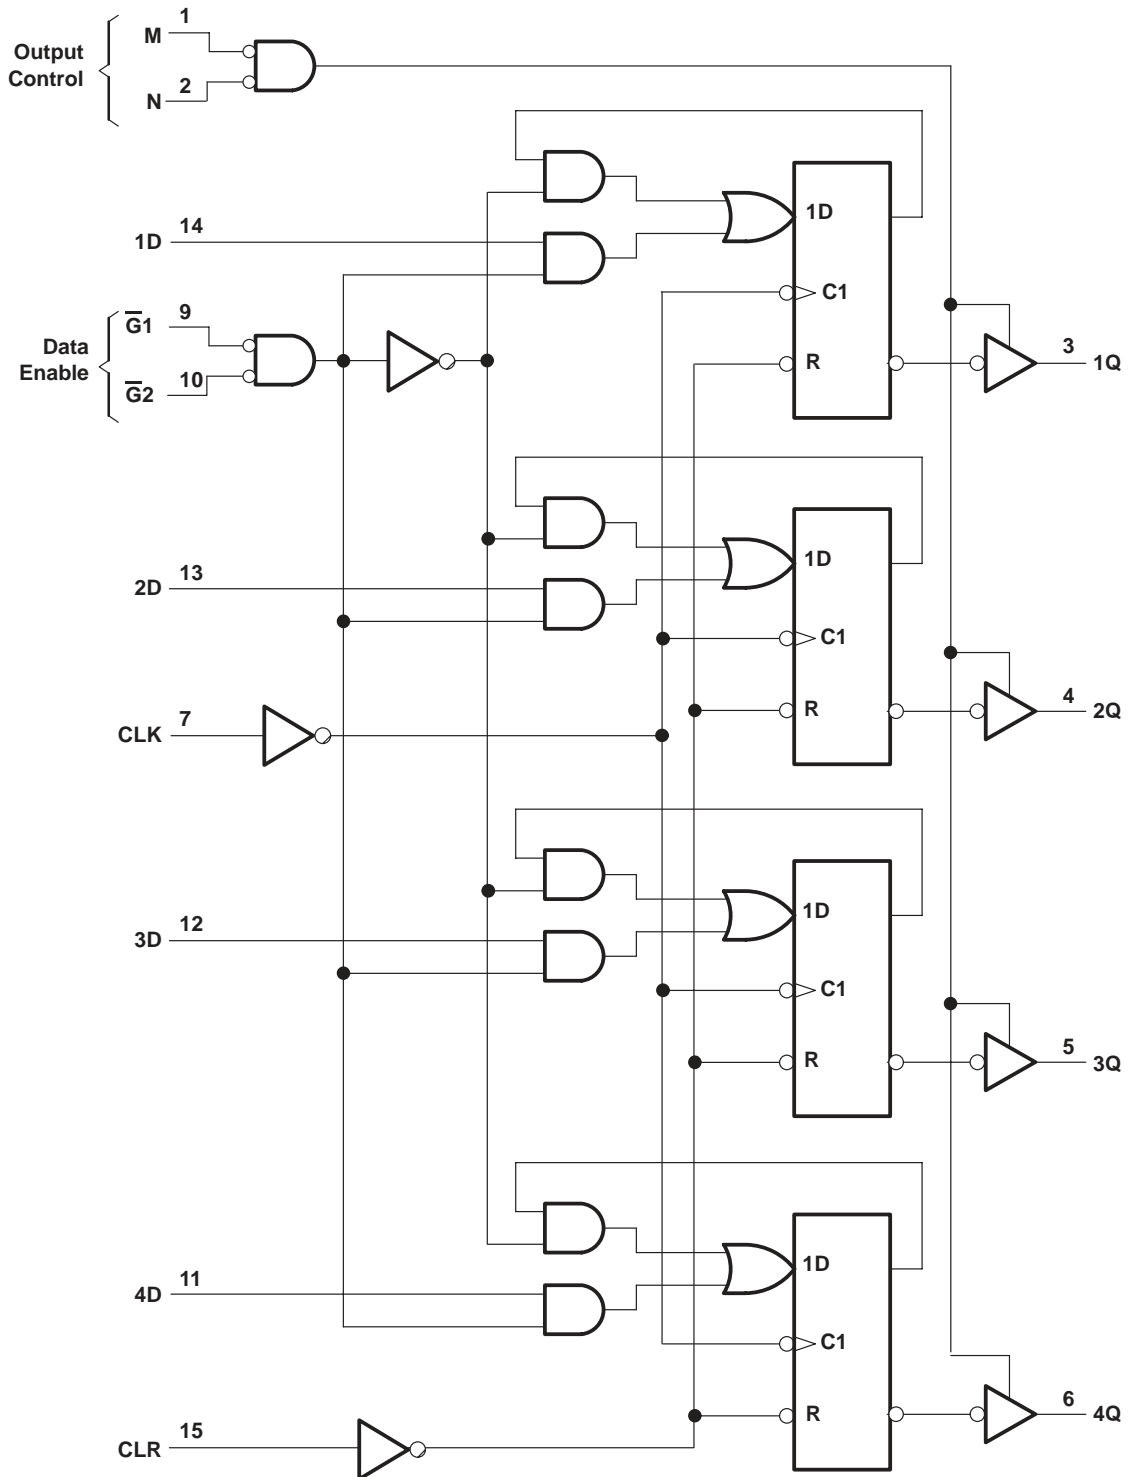 Output
Control
M
1
N
2
1D
14
1D
C1
R
3
1Q
Data
Enable
G̅1
9
G̅2
10
2D
13
1D
C1
R
4
2Q
CLK
7
3D
12
1D
C1
R
5
3Q
4D
11
1D
C1
R
6
4Q
CLR
15